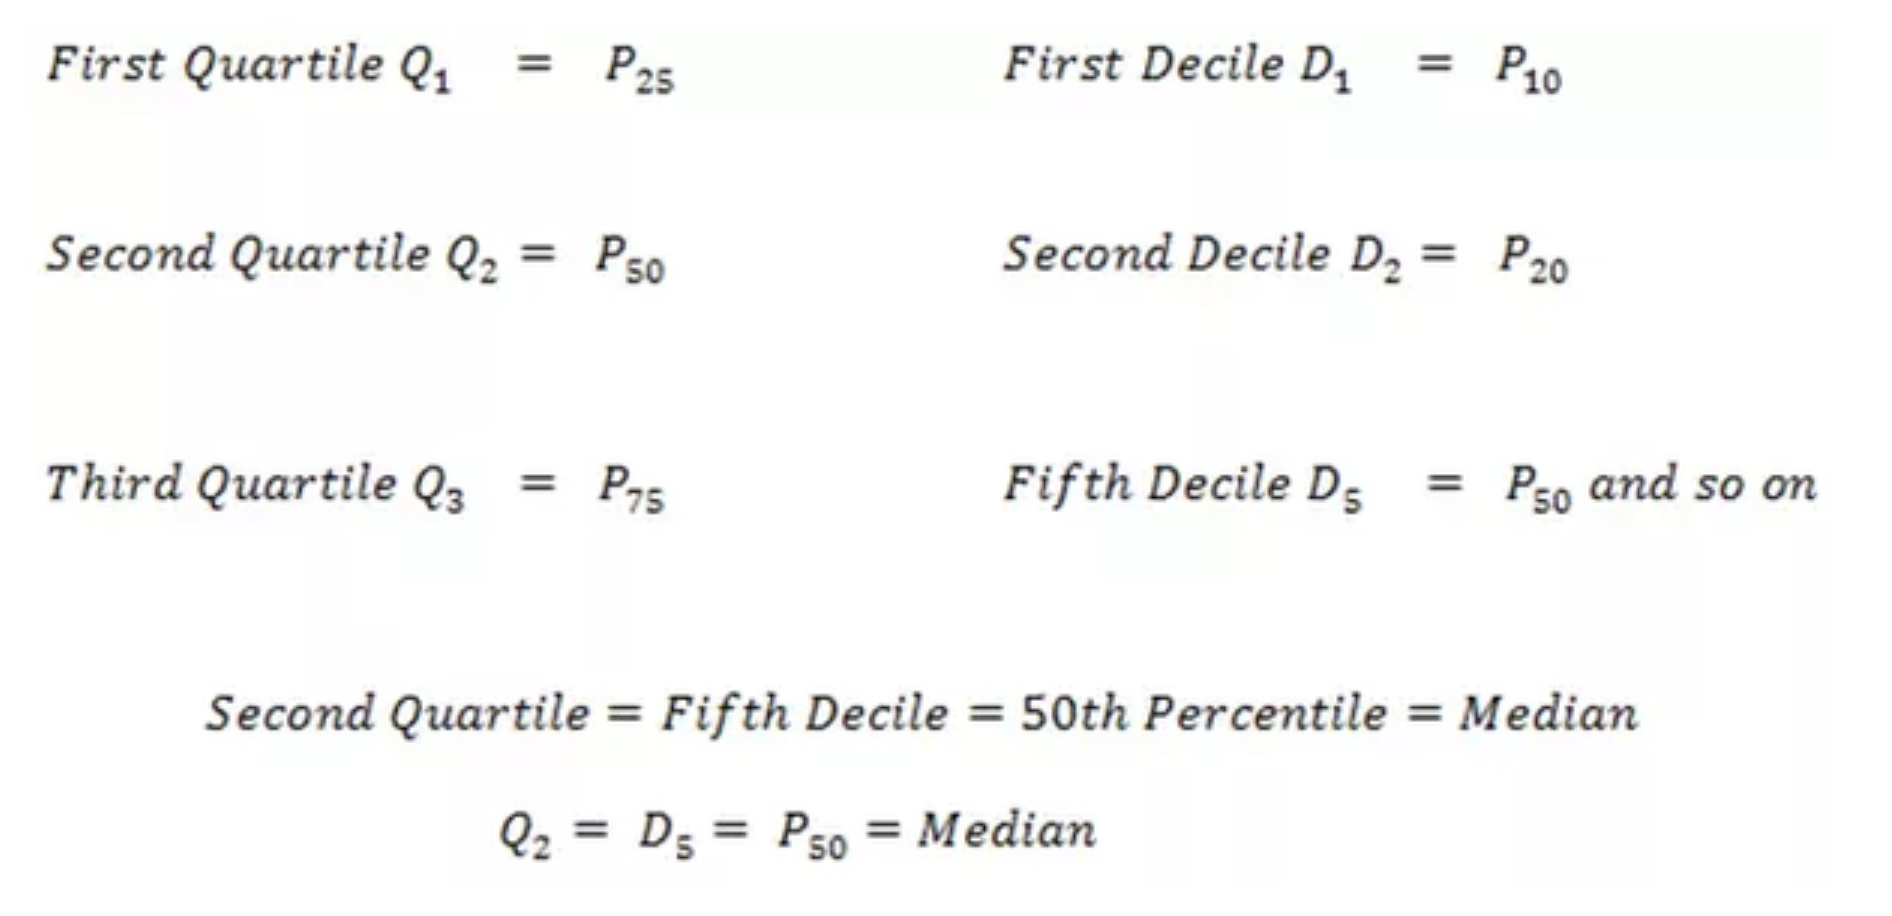 First Quartile Q₁ = P₂₅ First Decile D₁ = P₁₀
Second Quartile Q₂ = P₅₀ Second Decile D₂ = P₂₀
Third Quartile Q₃ = P₇₅ Fifth Decile D₅ = P₅₀ and so on
Second Quartile = Fifth Decile = 50th Percentile = Median
Q₂ = D₅ = P₅₀ = Median